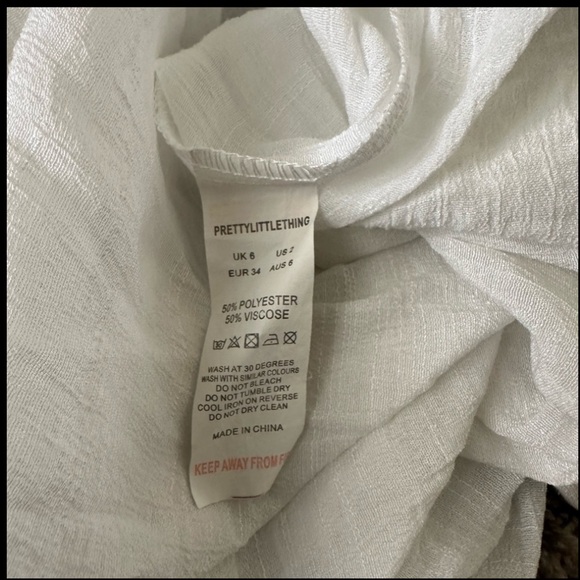 PRETTYLITTLETHING
UK 6 US 2
EUR 34 AUS 6
50% POLYESTER
50% VISCOSE
WASH AT 30 DEGREES
WASH WITH SIMILAR COLOURS
DO NOT BLEACH
DO NOT TUMBLE DRY
COOL IRON ON REVERSE
DO NOT DRY CLEAN
MADE IN CHINA
KEEP AWAY FROM